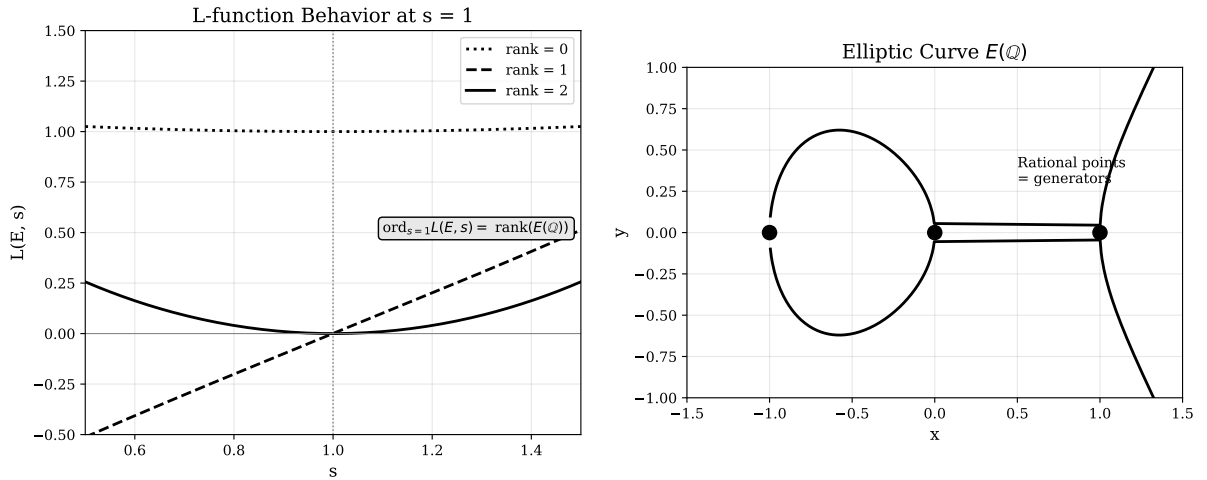 L-function Behavior at s = 1
1.50
1.25
1.00
0.75
0.50
0.25
0.00
−0.25
−0.50
0.6
0.8
1.0
1.2
1.4
s
L(E, s)
rank = 0
rank = 1
rank = 2
ord_{s=1}L(E, s) = rank(E(ℚ))
Elliptic Curve E(ℚ)
1.00
0.75
0.50
0.25
0.00
−0.25
−0.50
−0.75
−1.00
−1.5
−1.0
−0.5
0.0
0.5
1.0
1.5
x
y
Rational points
= generators